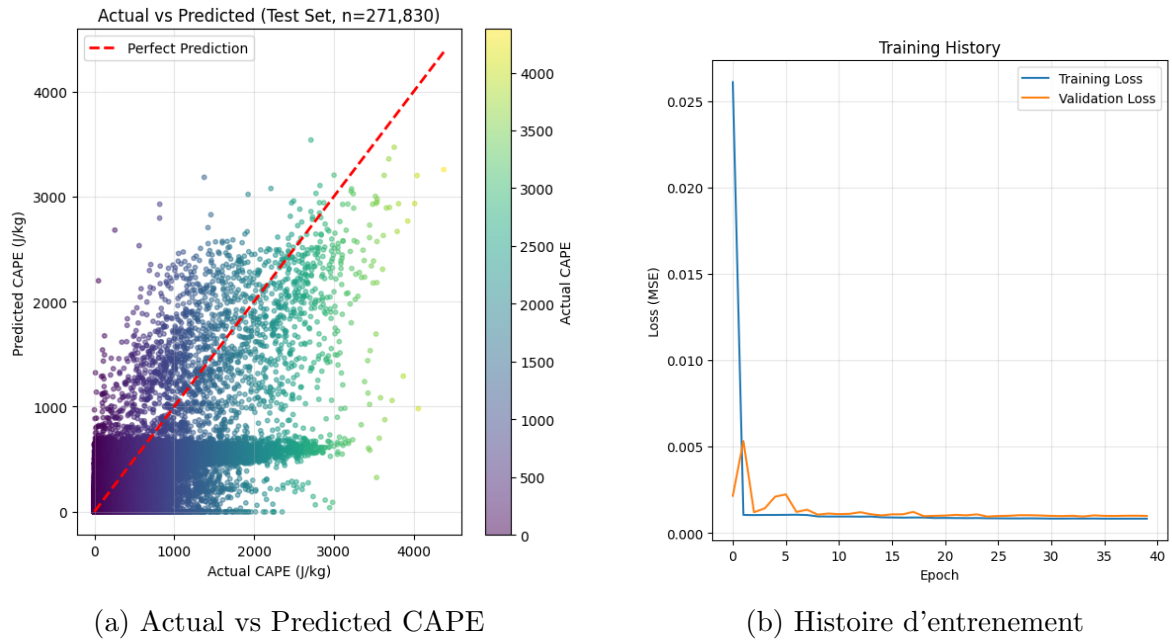 Actual vs Predicted (Test Set, n=271,830)
Perfect Prediction
Predicted CAPE (J/kg)
4000
3000
2000
1000
0
0 1000 2000 3000 4000
Actual CAPE (J/kg)
4000
3500
3000
2500
2000
1500
1000
500
0
Actual CAPE
(a) Actual vs Predicted CAPE
Training History
Training Loss
Validation Loss
Loss (MSE)
0.025
0.020
0.015
0.010
0.005
0.000
0 5 10 15 20 25 30 35 40
Epoch
(b) Histoire d'entrenement